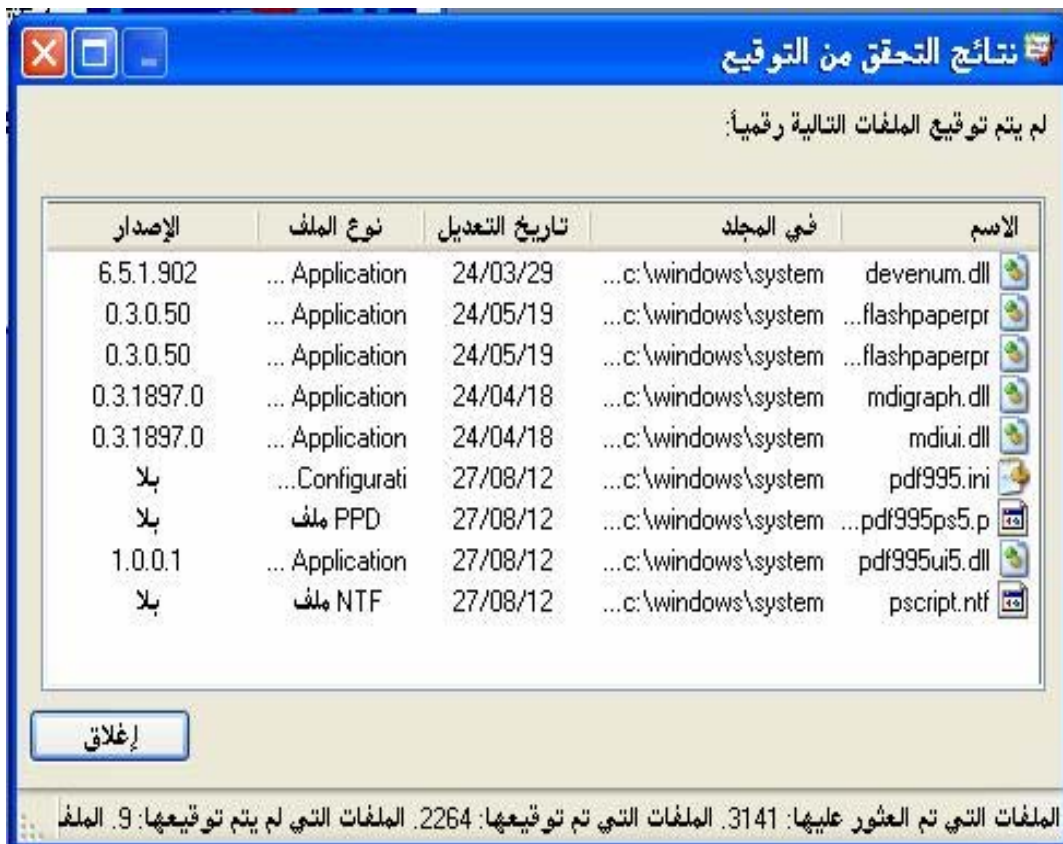 نتائج التحقق من التوقيع
لم يتم توقيع الملفات التالية رقمياً:
الاسم في المجلد تاريخ التعديل نوع الملف الإصدار
devenum.dll c:\windows\system... 24/03/29 Application ... 6.5.1.902
flashpaperpr... c:\windows\system... 24/05/19 Application ... 0.3.0.50
flashpaperpr... c:\windows\system... 24/05/19 Application ... 0.3.0.50
mdigraph.dll c:\windows\system... 24/04/18 Application ... 0.3.1897.0
mdiui.dll c:\windows\system... 24/04/18 Application ... 0.3.1897.0
pdf995.ini c:\windows\system... 27/08/12 Configurati... بلا
pdf995ps5.p... c:\windows\system... 27/08/12 ملف PPD بلا
pdf995ui5.dll c:\windows\system... 27/08/12 Application ... 1.0.0.1
pscript.ntf c:\windows\system... 27/08/12 ملف NTF بلا
إغلاق
الملفات التي تم العثور عليها: 3141. الملفات التي تم توقيعها: 2264. الملفات التي لم يتم توقيعها: 9. الملف